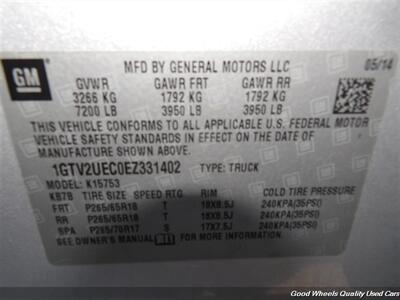 GM
MFD BY GENERAL MOTORS LLC 05/14
GVWR GAWR FRT GAWR RR
3266 KG 1792 KG 1792 KG
7200 LB 3950 LB 3950 LB
THIS VEHICLE CONFORMS TO ALL APPLICABLE U.S. FEDERAL MOTOR
VEHICLE SAFETY STANDARDS IN EFFECT ON THE DATE OF
MANUFACTURE SHOWN ABOVE.
1GTV2UEC0EZ331402 TYPE: TRUCK
MODEL: K15753
KB7B TIRE SIZE SPEED RTG RIM COLD TIRE PRESSURE
FRT P265/65R18 T 18X8.5J 240KPA(35PSI)
RR P265/65R18 T 18X8.5J 240KPA(35PSI)
SPA P265/70R17 S 17X7.5J 240KPA(35PSI)
SEE OWNER'S MANUAL FOR MORE INFORMATION.
Good Wheels Quality Used Cars